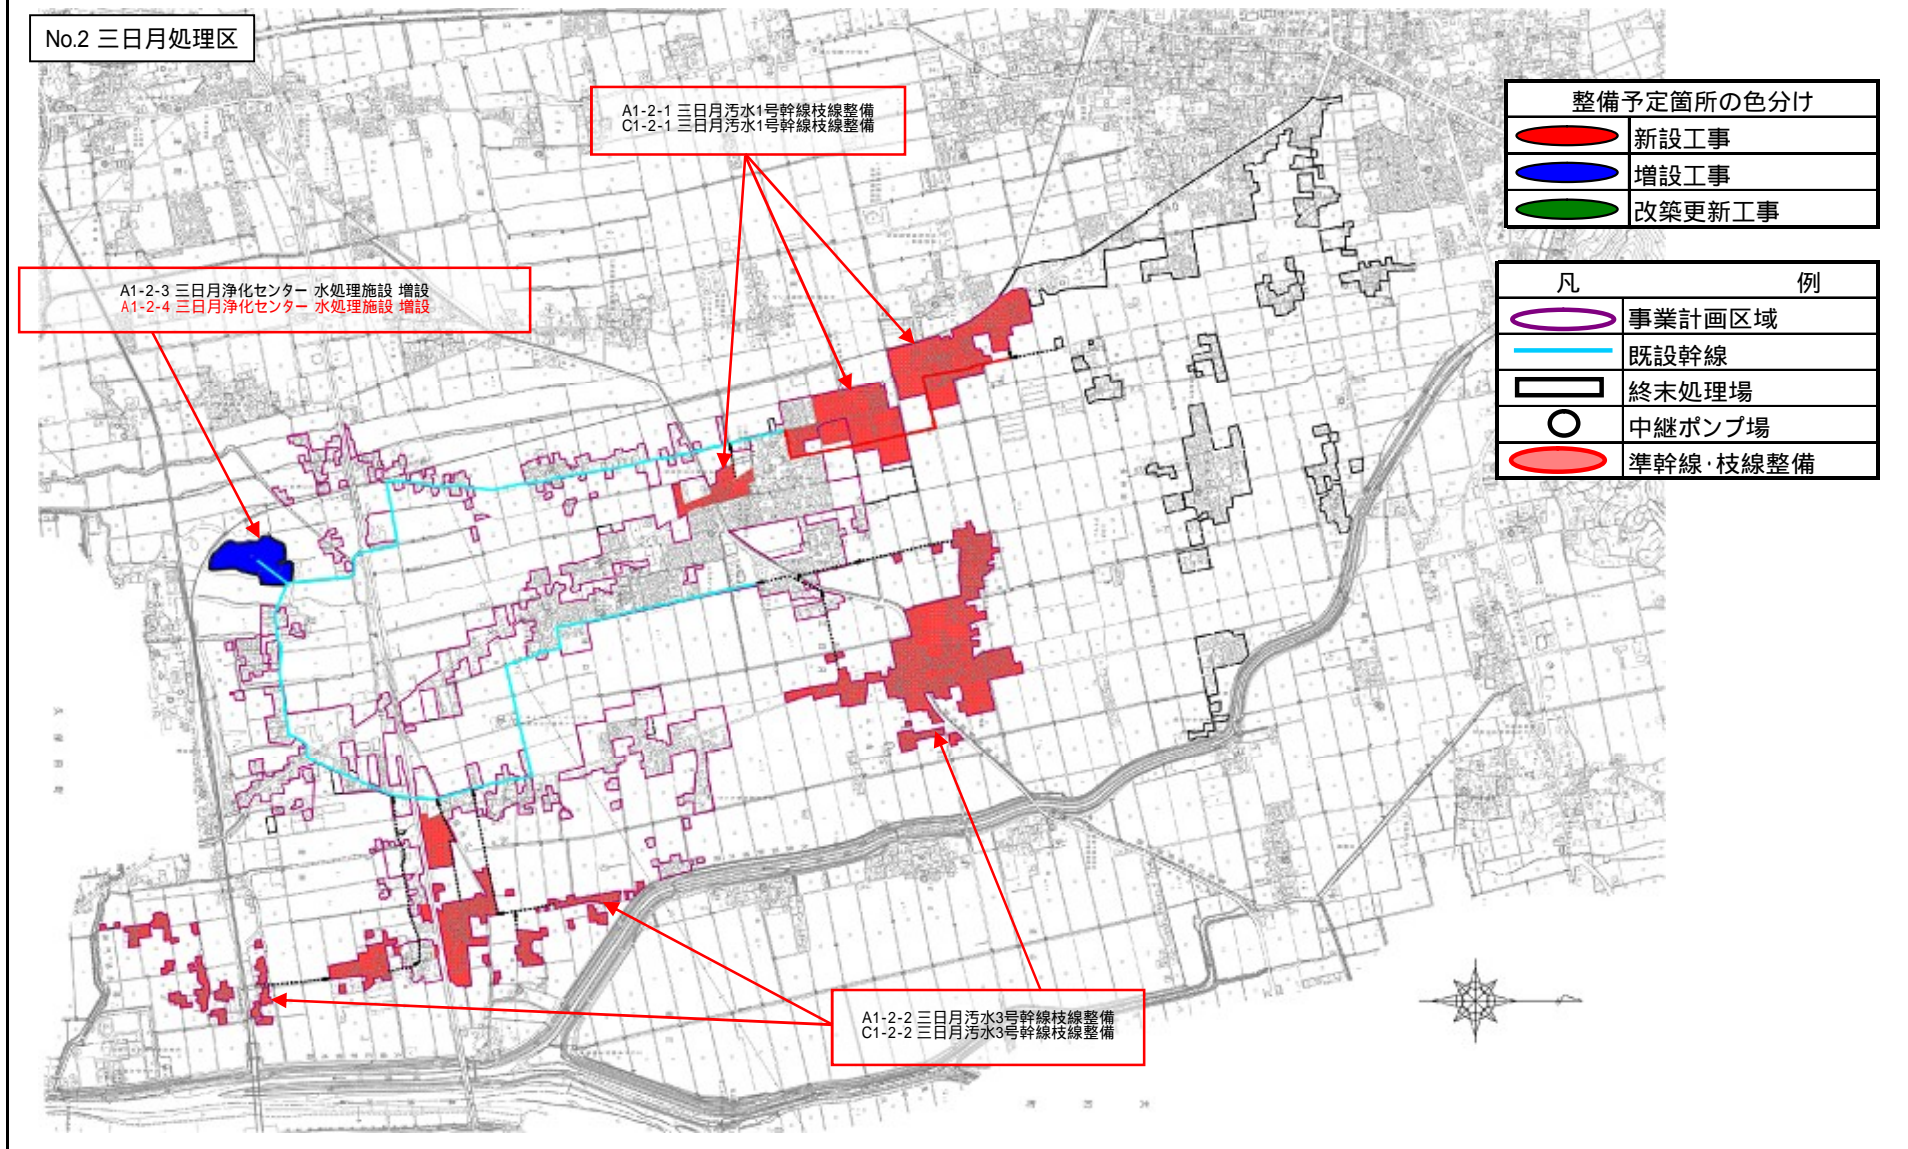 No.2 三日月処理区
A1-2-1 三日月汚水1号幹線枝線整備
C1-2-1 三日月汚水1号幹線枝線整備
整備予定箇所の色分け
新設工事
増設工事
改築更新工事
A1-2-3 三日月浄化センター 水処理施設 増設
A1-2-4 三日月浄化センター 水処理施設 増設
凡 例
事業計画区域
既設幹線
終末処理場
中継ポンプ場
準幹線･枝線整備
A1-2-2 三日月汚水3号幹線枝線整備
C1-2-2 三日月汚水3号幹線枝線整備